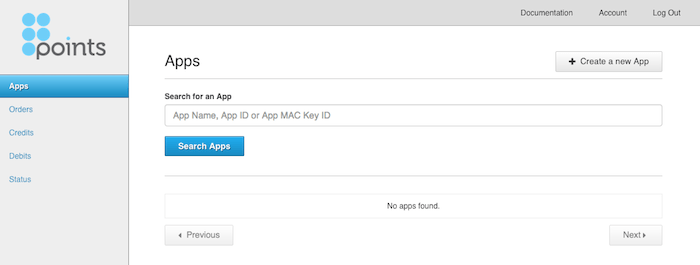 points
Documentation Account Log Out
Apps
Orders
Credits
Debits
Status
Apps
Create a new App
Search for an App
App Name, App ID or App MAC Key ID
Search Apps
No apps found.
Previous
Next